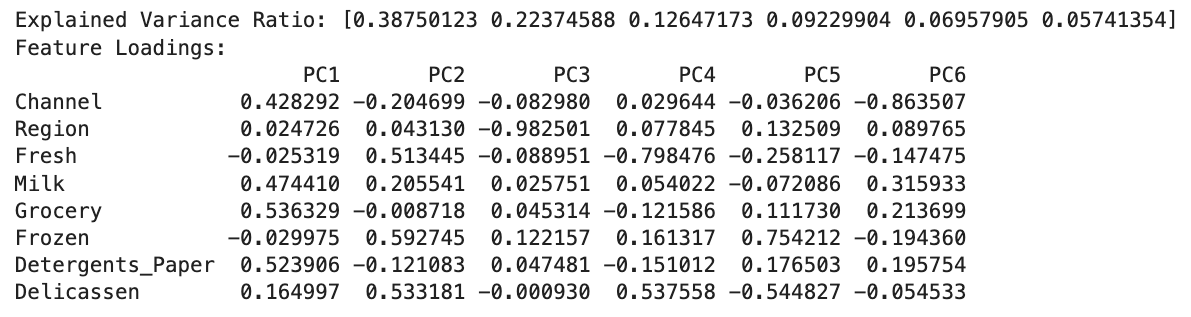 Explained Variance Ratio: [0.38750123 0.22374588 0.12647173 0.09229904 0.06957905 0.05741354]
Feature Loadings:
PC1 PC2 PC3 PC4 PC5 PC6
Channel 0.428292 -0.204699 -0.082980 0.029644 -0.036206 -0.863507
Region 0.024726 0.043130 -0.982501 0.077845 0.132509 0.089765
Fresh -0.025319 0.513445 -0.088951 -0.798476 -0.258117 -0.147475
Milk 0.474410 0.205541 0.025751 0.054022 -0.072086 0.315933
Grocery 0.536329 -0.008718 0.045314 -0.121586 0.111730 0.213699
Frozen -0.029975 0.592745 0.122157 0.161317 0.754212 -0.194360
Detergents_Paper 0.523906 -0.121083 0.047481 -0.151012 0.176503 0.195754
Delicassen 0.164997 0.533181 -0.000930 0.537558 -0.544827 -0.054533